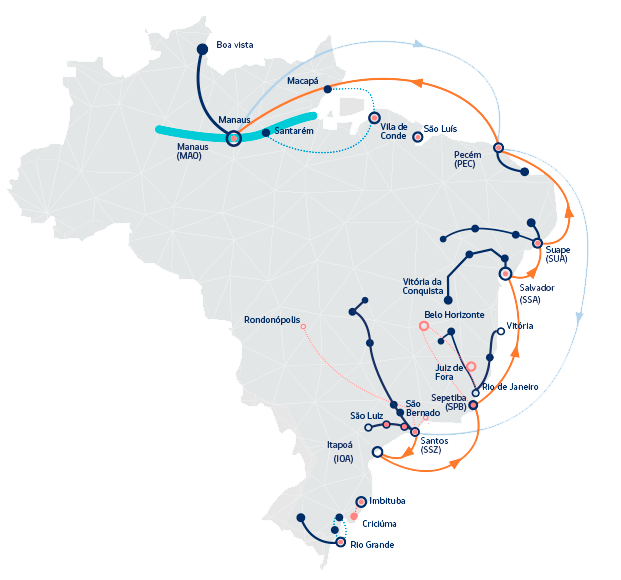 Boa vista
Macapá
Manaus
Santarém
Manaus
(MAO)
Vila de
Conde
São Luís
Pecém
(PEC)
Suape
(SUA)
Vitória da
Conquista
Salvador
(SSA)
Rondonópolis
Belo Horizonte
Vitória
Juiz de
Fora
Rio de Janeiro
Sepetiba
(SPB)
São
Bernado
São Luiz
Santos
(SSZ)
Itapoá
(IOA)
Imbituba
Criciúma
Rio Grande